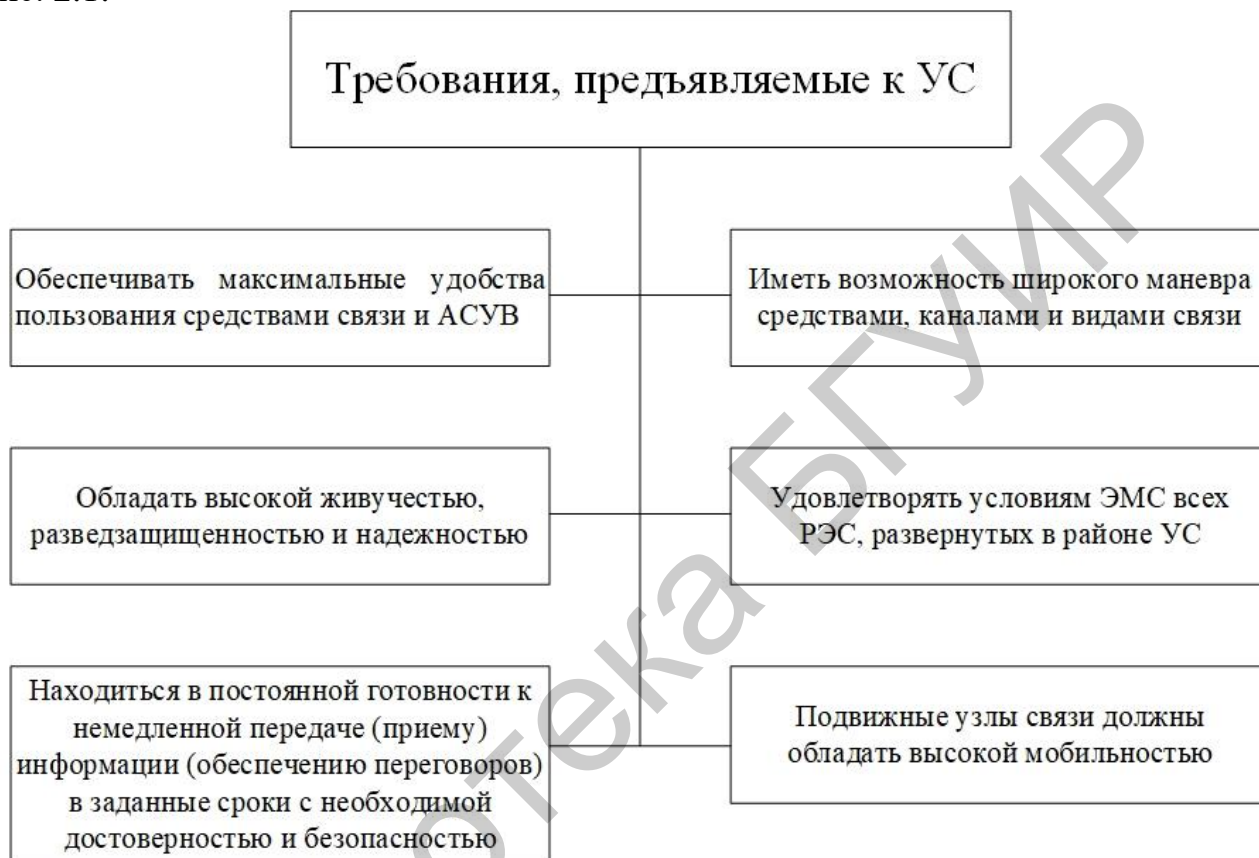 Требования, предъявляемые к УС
Обеспечивать максимальные удобства
пользования средствами связи и АСУВ
Иметь возможность широкого маневра
средствами, каналами и видами связи
Обладать высокой живучестью,
разведзащищенностью и надежностью
Удовлетворять условиям ЭМС всех
РЭС, развернутых в районе УС
Находиться в постоянной готовности к
немедленной передаче (приему)
информации (обеспечению переговоров)
в заданные сроки с необходимой
достоверностью и безопасностью
Подвижные узлы связи должны
обладать высокой мобильностью
отека БГУИР